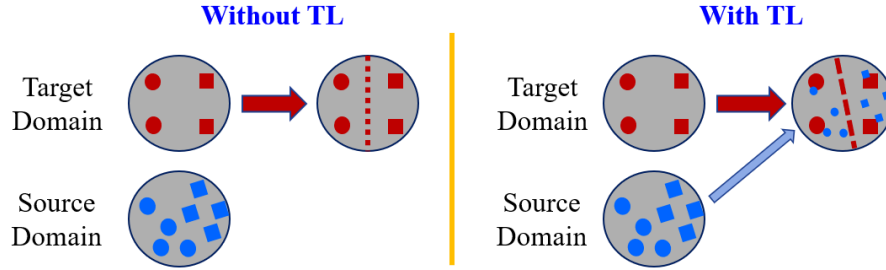 Without TL
Target
Domain
Source
Domain
With TL
Target
Domain
Source
Domain